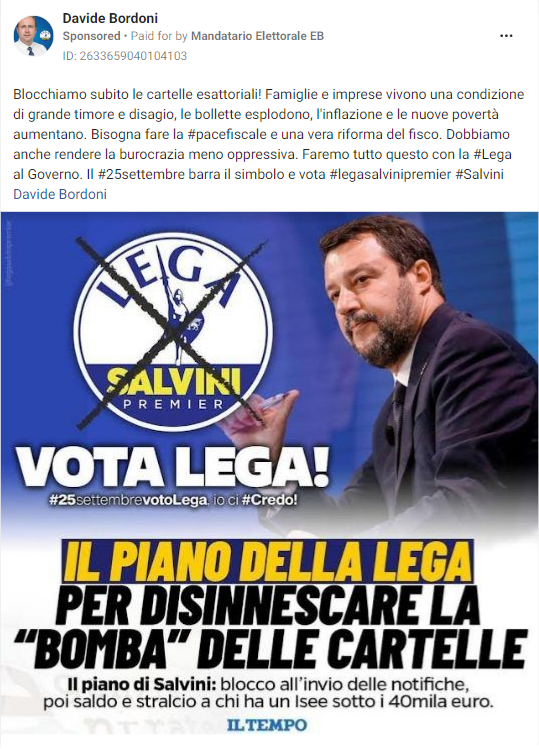 Davide Bordoni
Sponsored • Paid for by Mandatario Elettorale EB
ID: 2633659040104103
Blocchiamo subito le cartelle esattoriali! Famiglie e imprese vivono una condizione
di grande timore e disagio, le bollette esplodono, l'inflazione e le nuove povertà
aumentano. Bisogna fare la #pacefiscale e una vera riforma del fisco. Dobbiamo
anche rendere la burocrazia meno oppressiva. Faremo tutto questo con la #Lega
al Governo. Il #25settembre barra il simbolo e vota #legasalvinipremier #Salvini
Davide Bordoni
@legasalvinipremier
LEGA
SALVINI
PREMIER
VOTA LEGA!
#25settembrevotoLega, io ci #Credo!
IL PIANO DELLA LEGA
PER DISINNESCARE LA
“BOMBA” DELLE CARTELLE
Il piano di Salvini: blocco all'invio delle notifiche,
poi saldo e stralcio a chi ha un Isee sotto i 40mila euro.
IL TEMPO